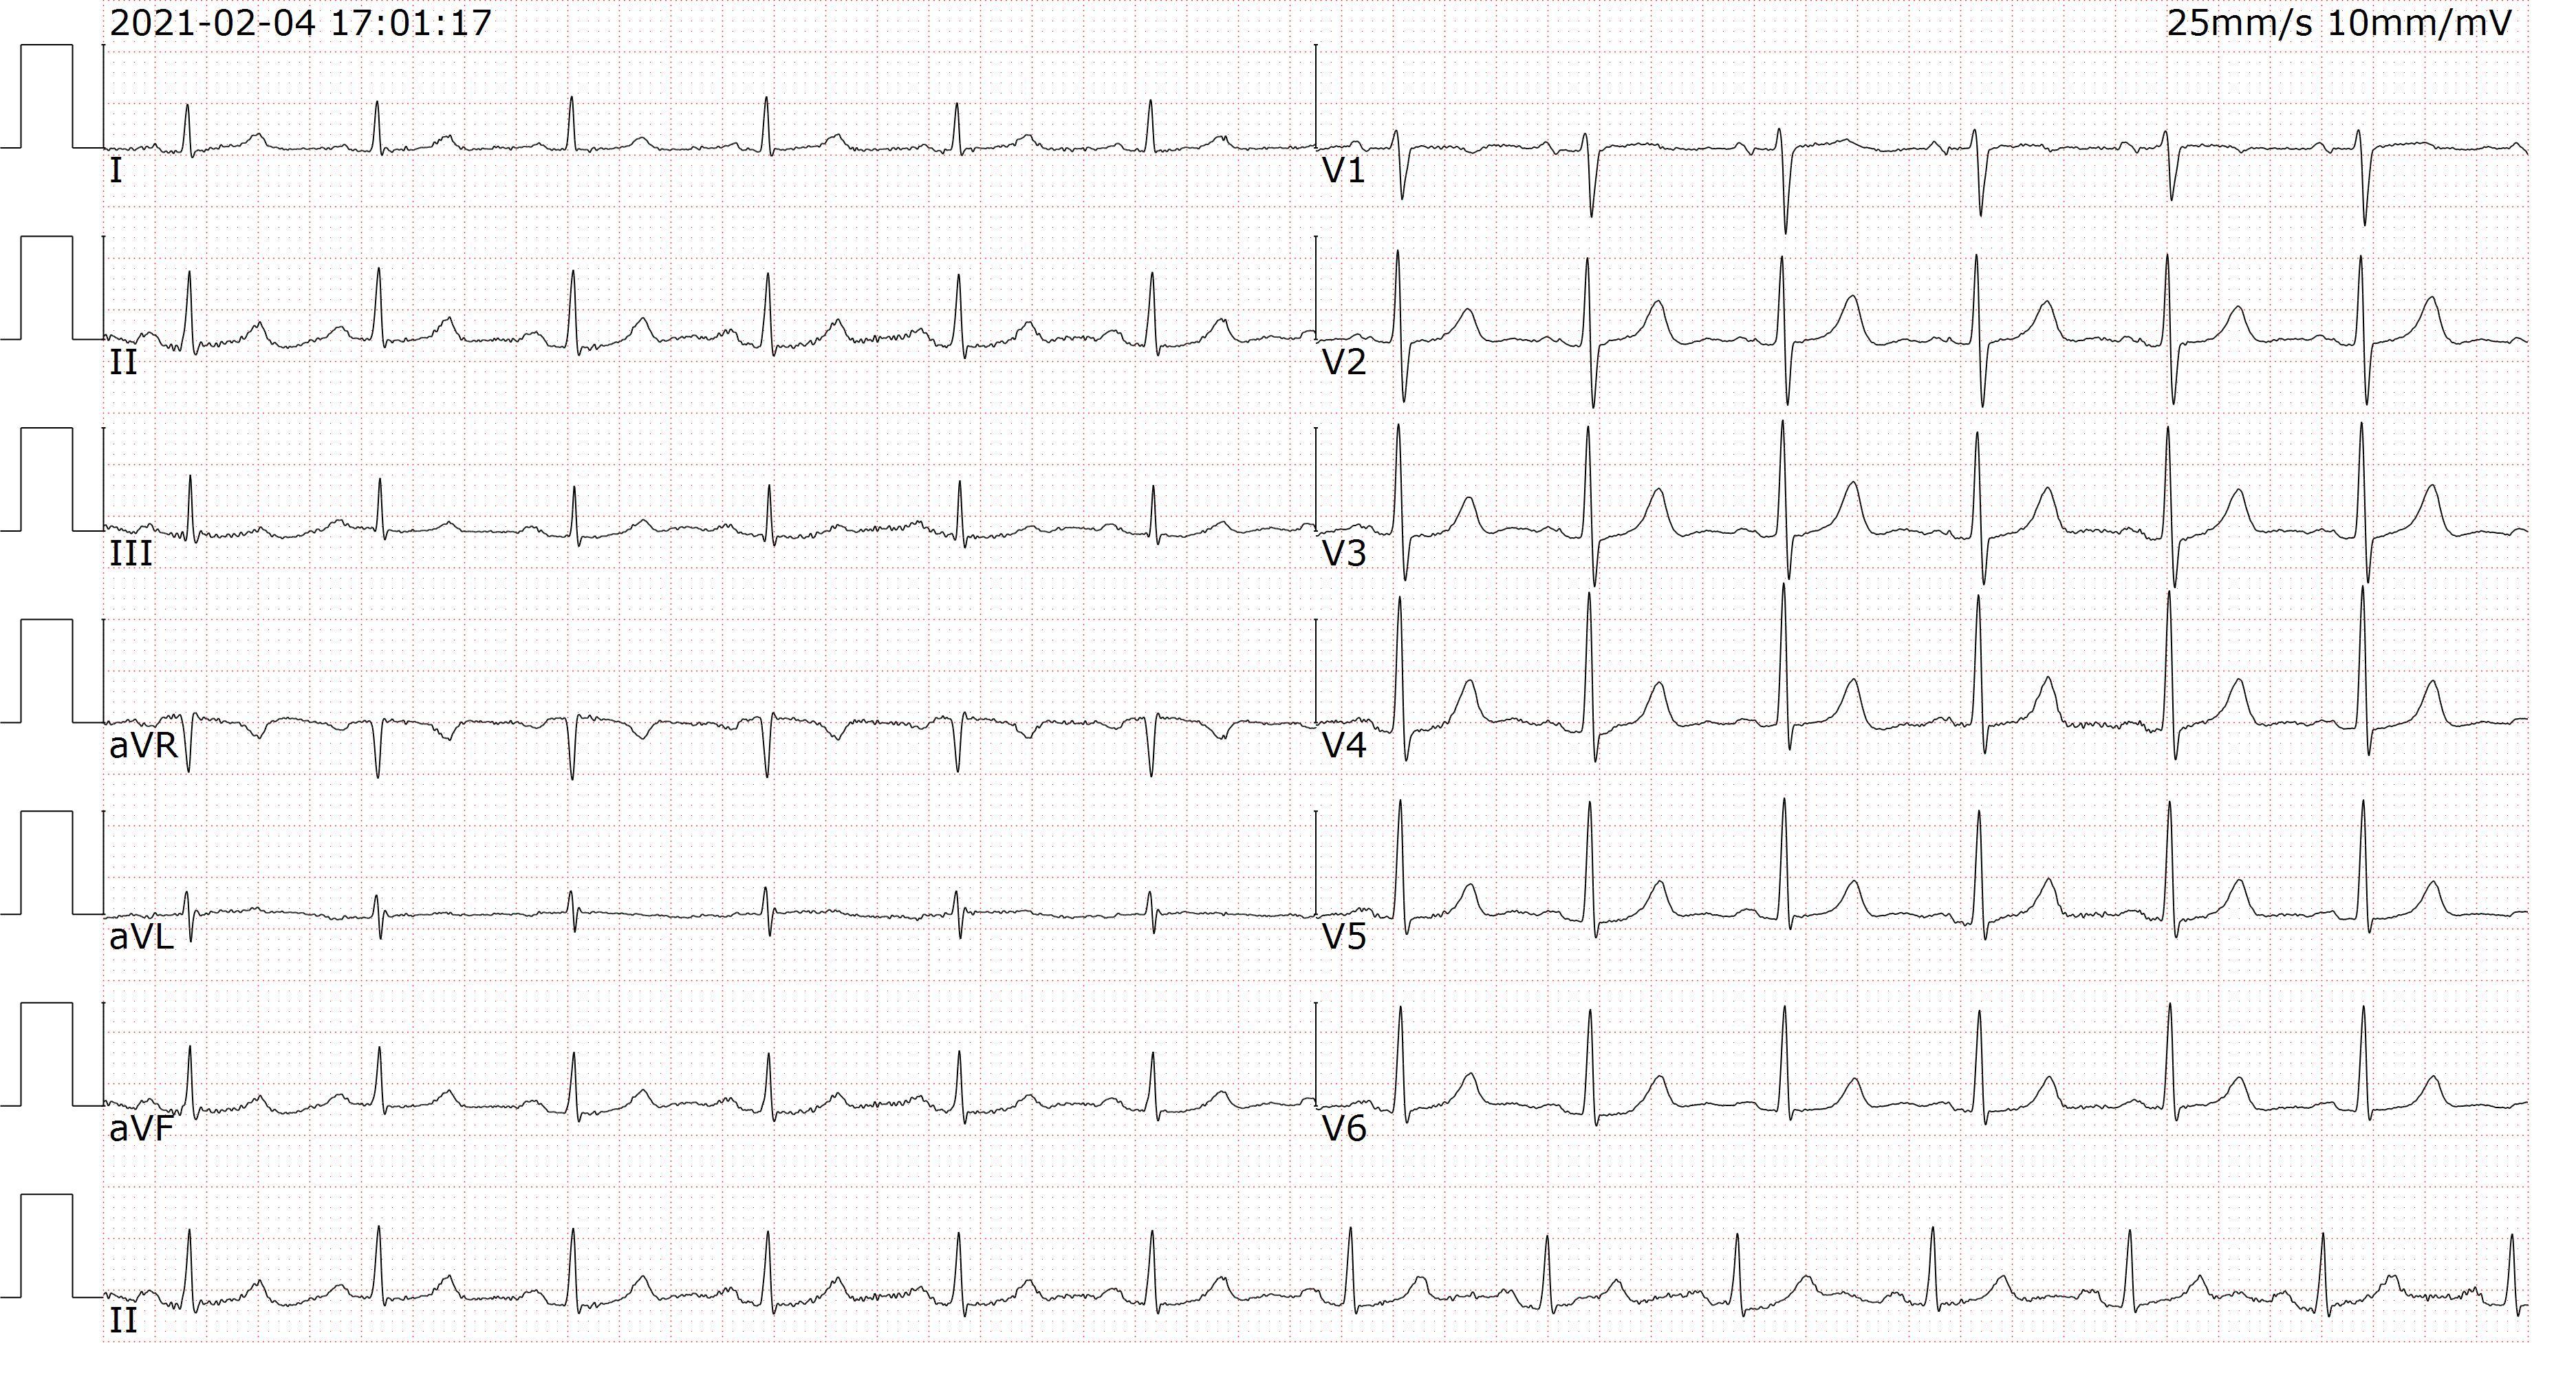 2021-02-04 17:01:17 25mm/s 10mm/mV
I V1
II V2
III V3
aVR V4
aVL V5
aVF V6
II